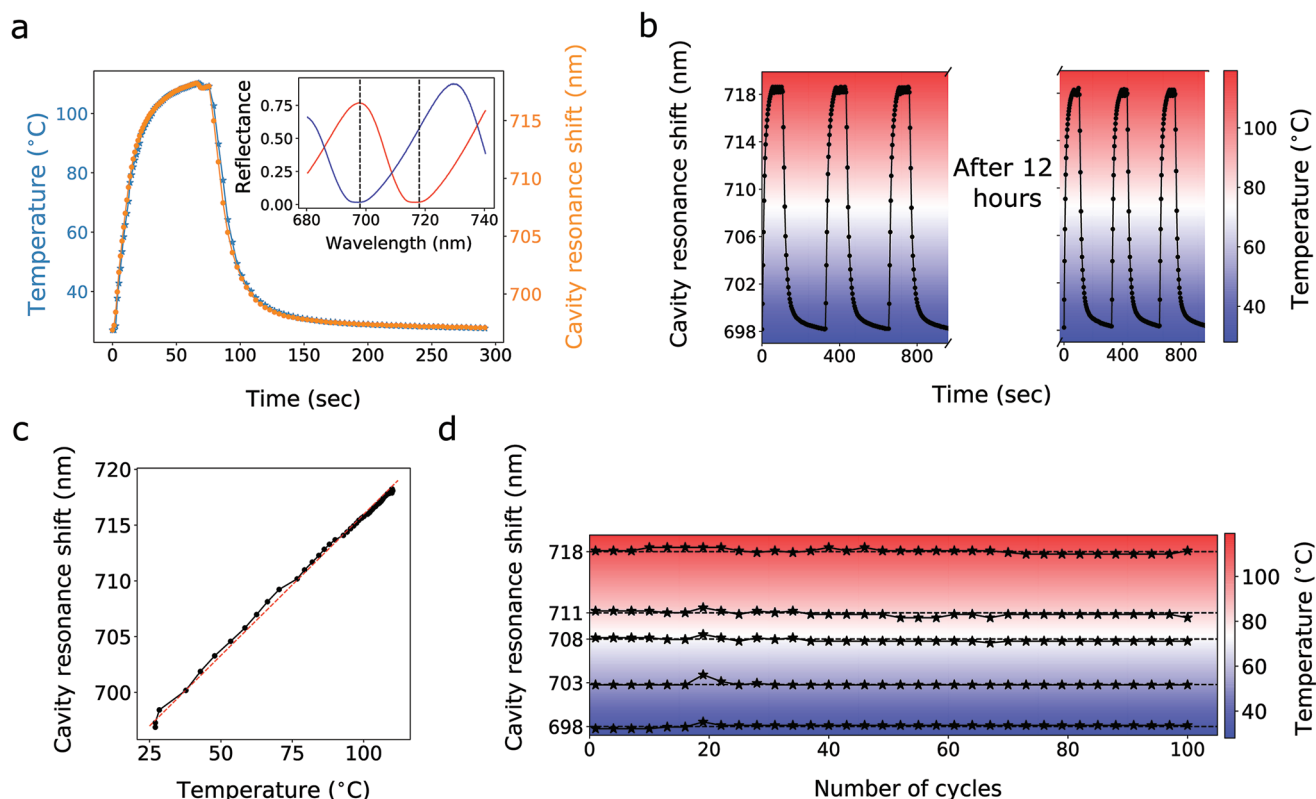 a
Temperature (°C)
100
80
60
40
0 50 100 150 200 250 300
Time (sec)
Cavity resonance shift (nm)
715
710
705
700
Reflectance
0.75
0.50
0.25
0.00
680 700 720 740
Wavelength (nm)
b
Cavity resonance shift (nm)
718
714
710
706
702
698
0 400 800
After 12
hours
0 400 800
Time (sec)
100
80
60
40
Temperature (°C)
c
Cavity resonance shift (nm)
720
715
710
705
700
25 50 75 100
Temperature (°C)
d
Cavity resonance shift (nm)
718
711
708
703
698
0 20 40 60 80 100
Number of cycles
100
80
60
40
Temperature (°C)